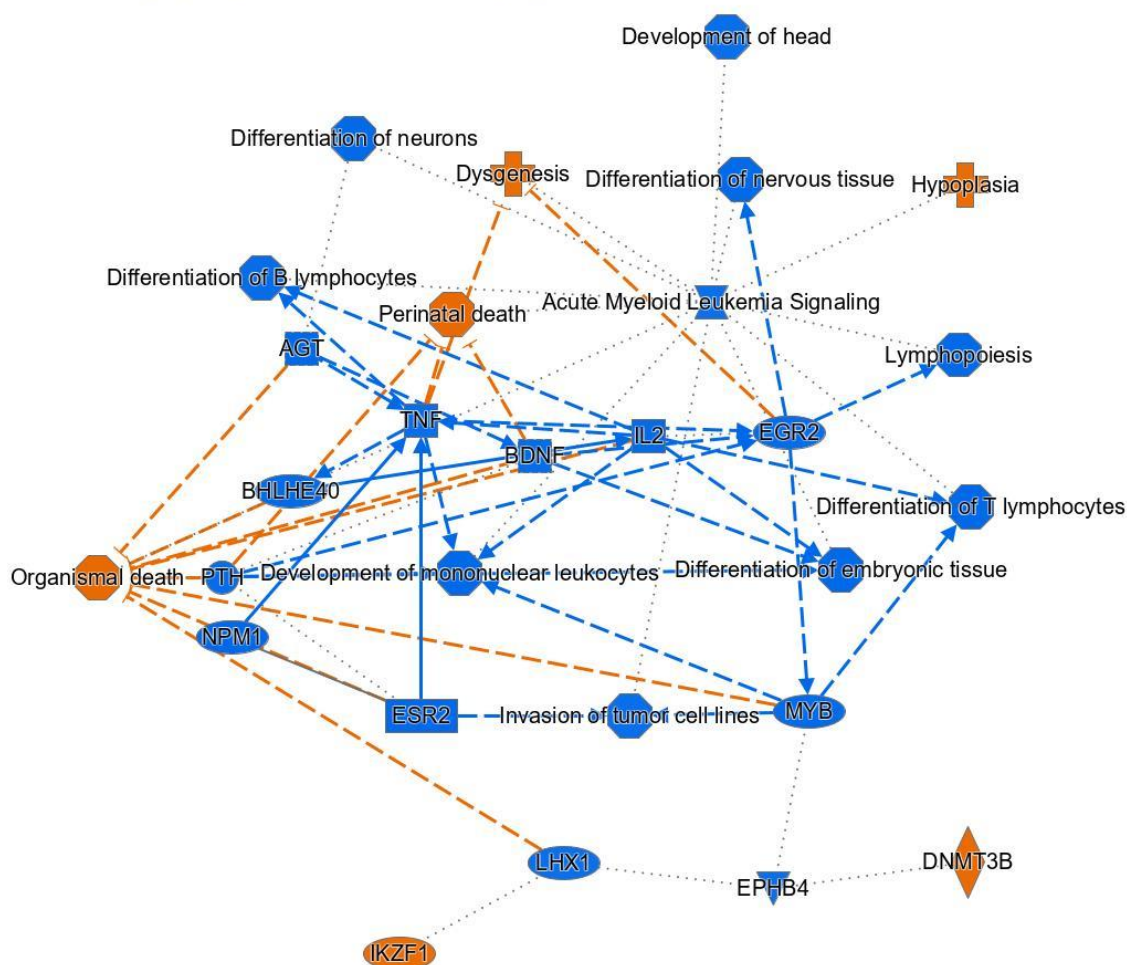 Development of head
Differentiation of neurons
Dysgenesis
Differentiation of nervous tissue
Hypoplasia
Differentiation of B lymphocytes
Perinatal death
Acute Myeloid Leukemia Signaling
AGT
Lymphopoiesis
TNF
IL2
EGR2
BDNF
BHLHE40
Differentiation of T lymphocytes
Organismal death
PTH
Development of mononuclear leukocytes
Differentiation of embryonic tissue
NPM1
ESR2
Invasion of tumor cell lines
MYB
LHX1
EPHB4
DNMT3B
IKZF1